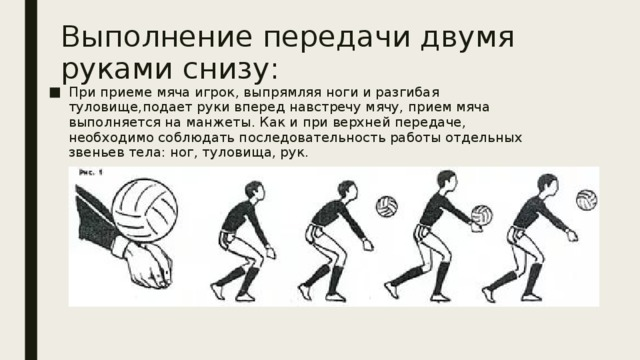 Выполнение передачи двумя
руками снизу:
При приеме мяча игрок, выпрямляя ноги и разгибая
туловище,подает руки вперед навстречу мячу, прием мяча
выполняется на манжеты. Как и при верхней передаче,
необходимо соблюдать последовательность работы отдельных
звеньев тела: ног, туловища, рук.
Рис. 1